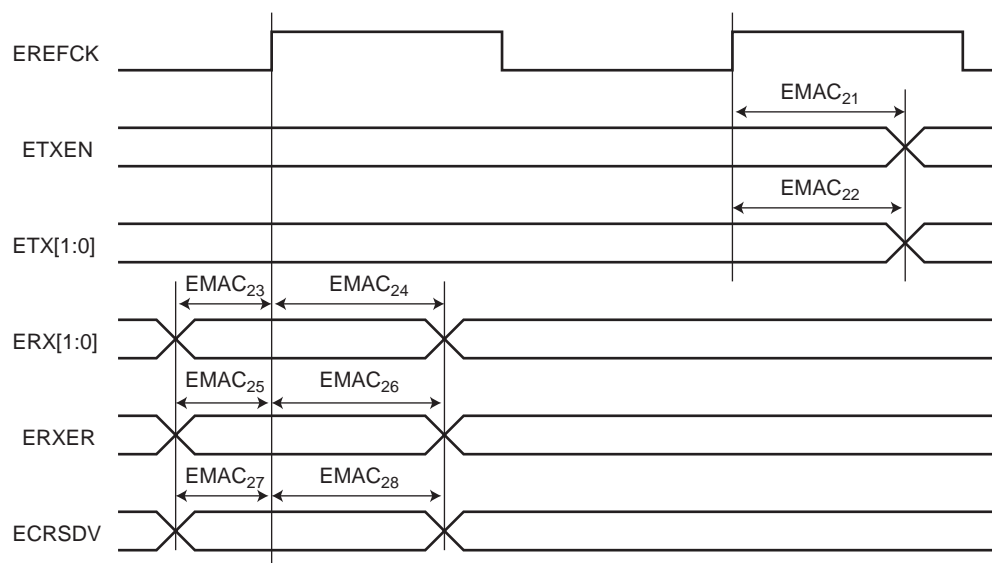 EREFCK
EMAC21
ETXEN
EMAC22
ETX[1:0]
EMAC23
EMAC24
ERX[1:0]
EMAC25
EMAC26
ERXER
EMAC27
EMAC28
ECRSDV